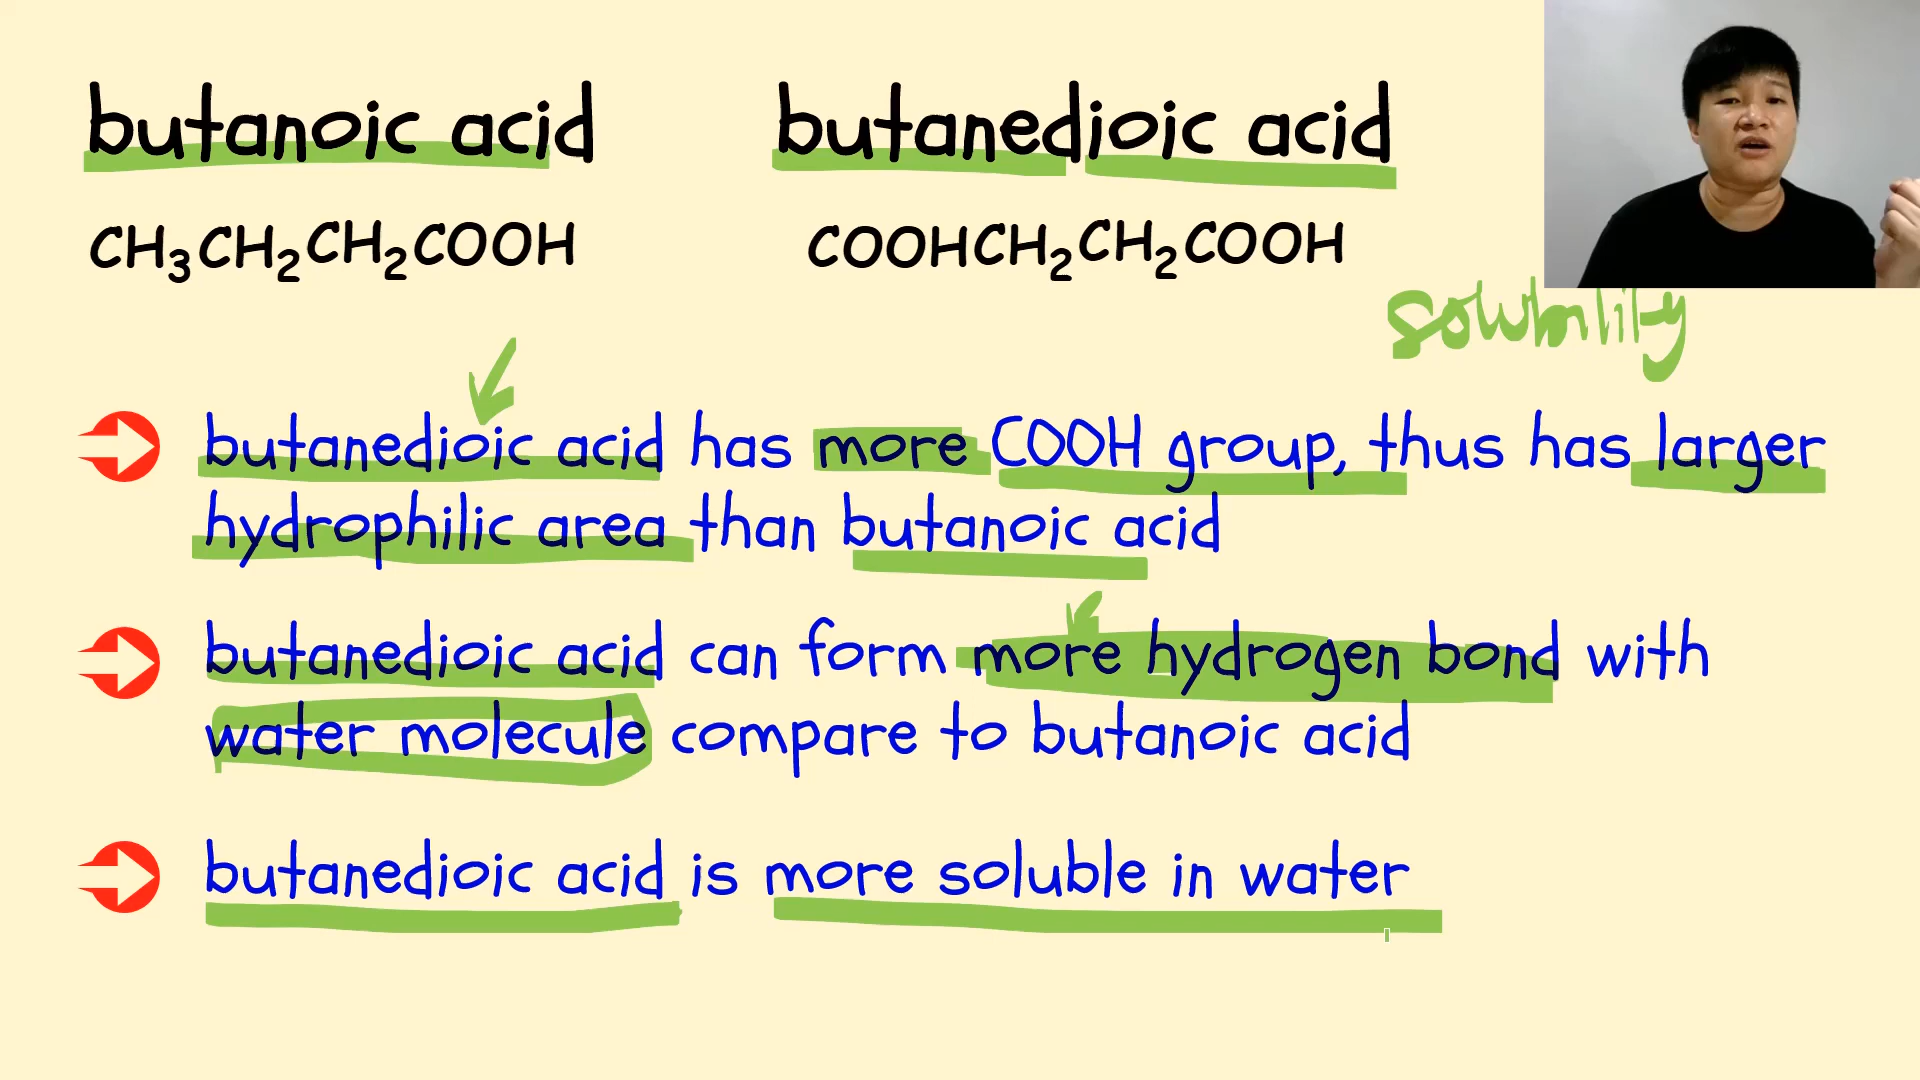 butanoic acid
butanedioic acid
CH₃CH₂CH₂COOH
COOHCH₂CH₂COOH
solubility
butanedioic acid has more COOH group, thus has larger
hydrophilic area than butanoic acid
butanedioic acid can form more hydrogen bond with
water molecule compare to butanoic acid
butanedioic acid is more soluble in water